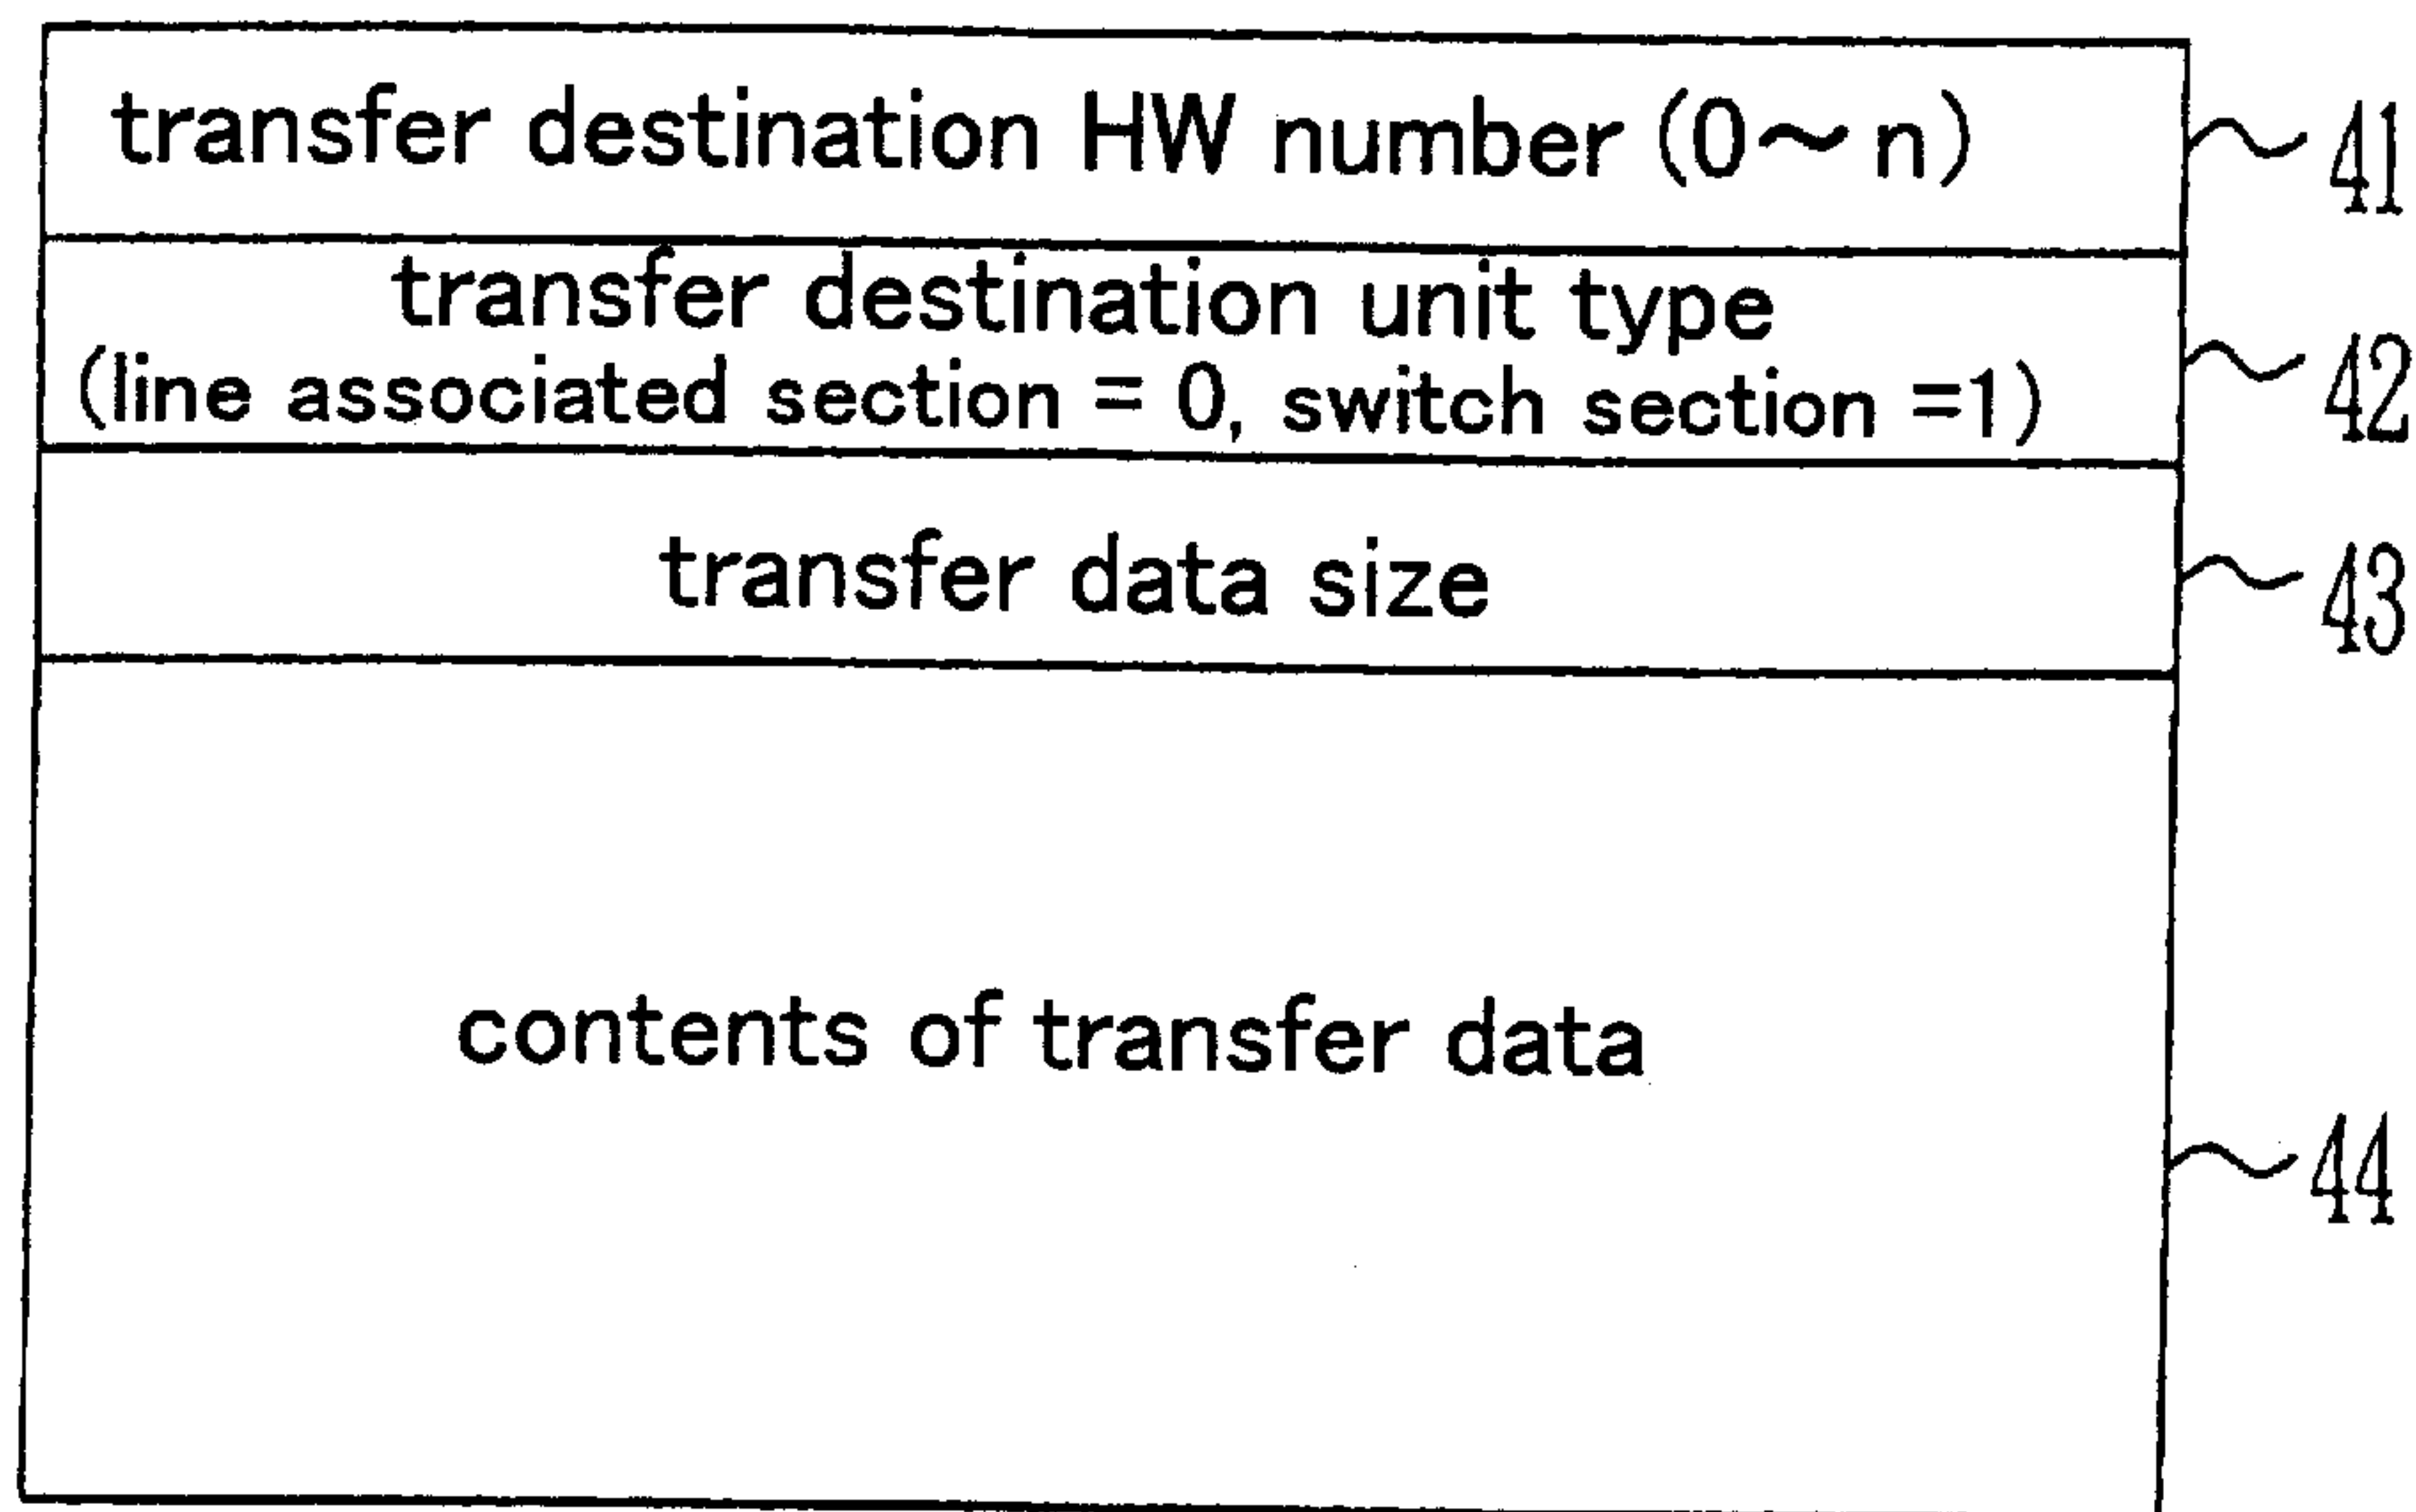 transfer destination HW number (0~n)
41
transfer destination unit type
(line associated section = 0, switch section =1)
42
transfer data size
43
contents of transfer data
44